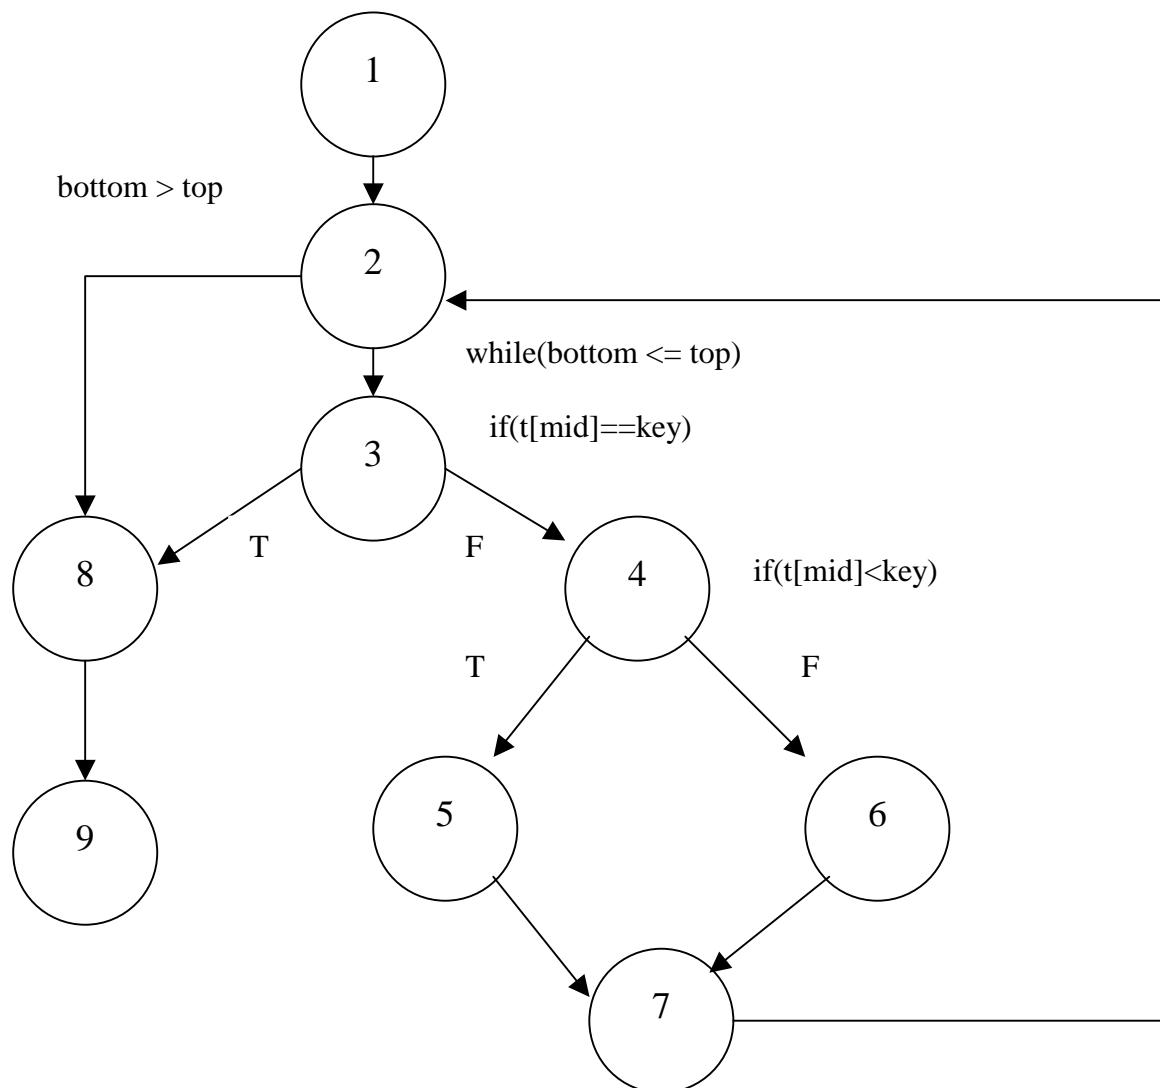 1
bottom > top
2
while(bottom <= top)
if(t[mid]==key)
3
T
F
8
4
if(t[mid]<key)
T
F
5
6
9
7